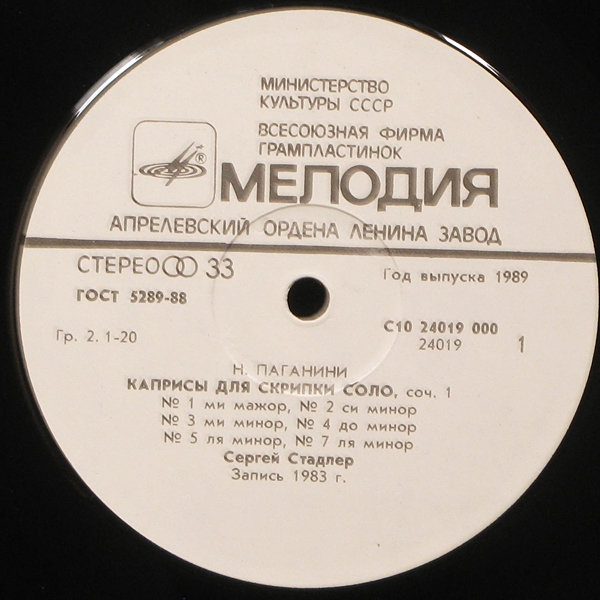 МИНИСТЕРСТВО
КУЛЬТУРЫ СССР
ВСЕСОЮЗНАЯ ФИРМА
ГРАМПЛАСТИНОК
® МЕЛОДИЯ
АПРЕЛЕВСКИЙ ОРДЕНА ЛЕНИНА ЗАВОД
СТЕРЕО 33
Год выпуска 1989
ГОСТ 5289-88
С10 24019 000
Гр. 2. 1-20
24019 1
Н. ПАГАНИНИ
КАПРИСЫ ДЛЯ СКРИПКИ СОЛО, соч. 1
№ 1 ми мажор, № 2 си минор
№ 3 ми минор, № 4 до минор
№ 5 ля минор, № 7 ля минор
Сергей Стадлер
Запись 1983 г.